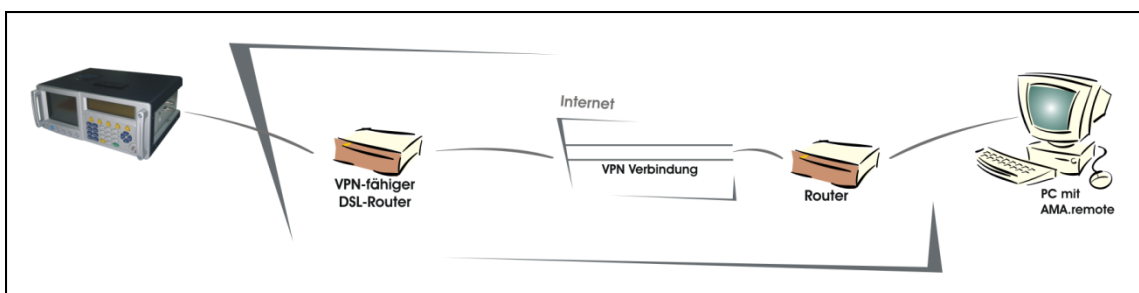 Internet
VPN Verbindung
VPN-fähiger
DSL-Router
Router
PC mit
AMA.remote